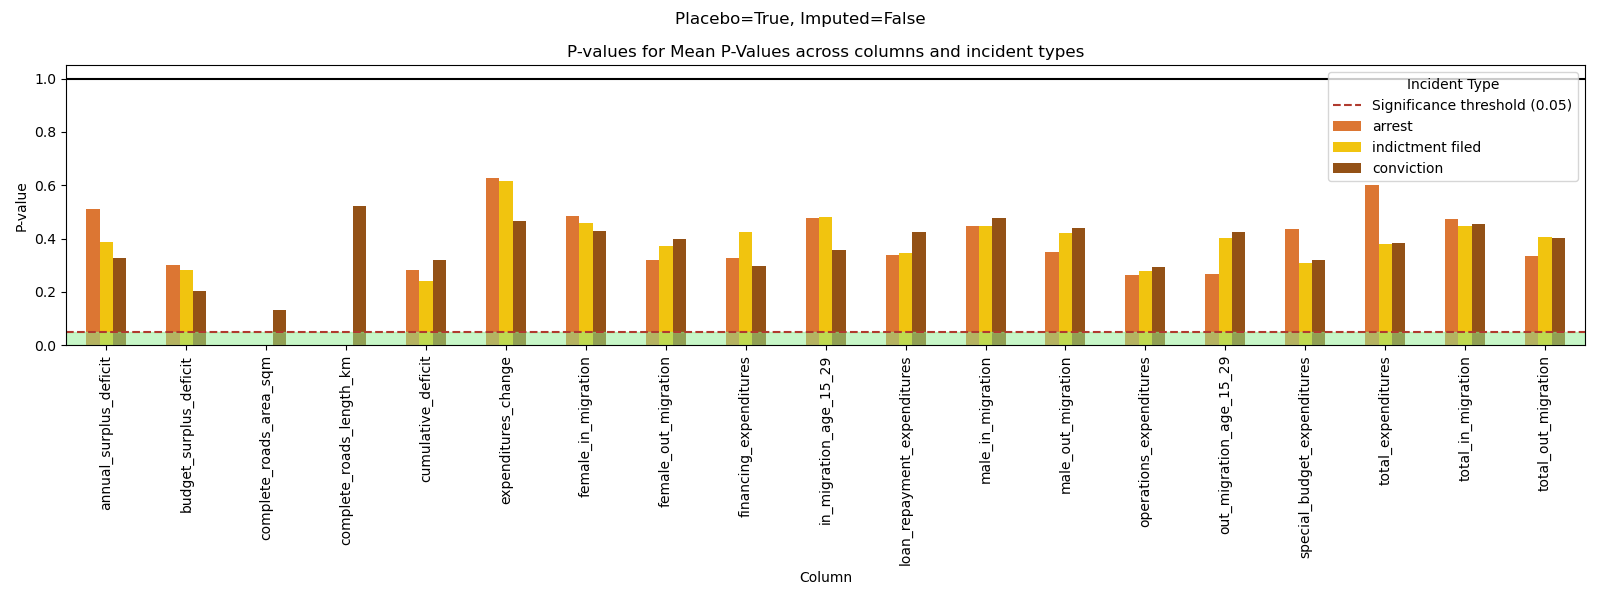 Placebo=True, Imputed=False
P-values for Mean P-Values across columns and incident types
P-value
1.0
0.8
0.6
0.4
0.2
0.0
Incident Type
Significance threshold (0.05)
arrest
indictment filed
conviction
annual_surplus_deficit
budget_surplus_deficit
complete_roads_area_sqm
complete_roads_length_km
cumulative_deficit
expenditures_change
female_in_migration
female_out_migration
financing_expenditures
in_migration_age_15_29
loan_repayment_expenditures
male_in_migration
male_out_migration
operations_expenditures
out_migration_age_15_29
special_budget_expenditures
total_expenditures
total_in_migration
total_out_migration
Column